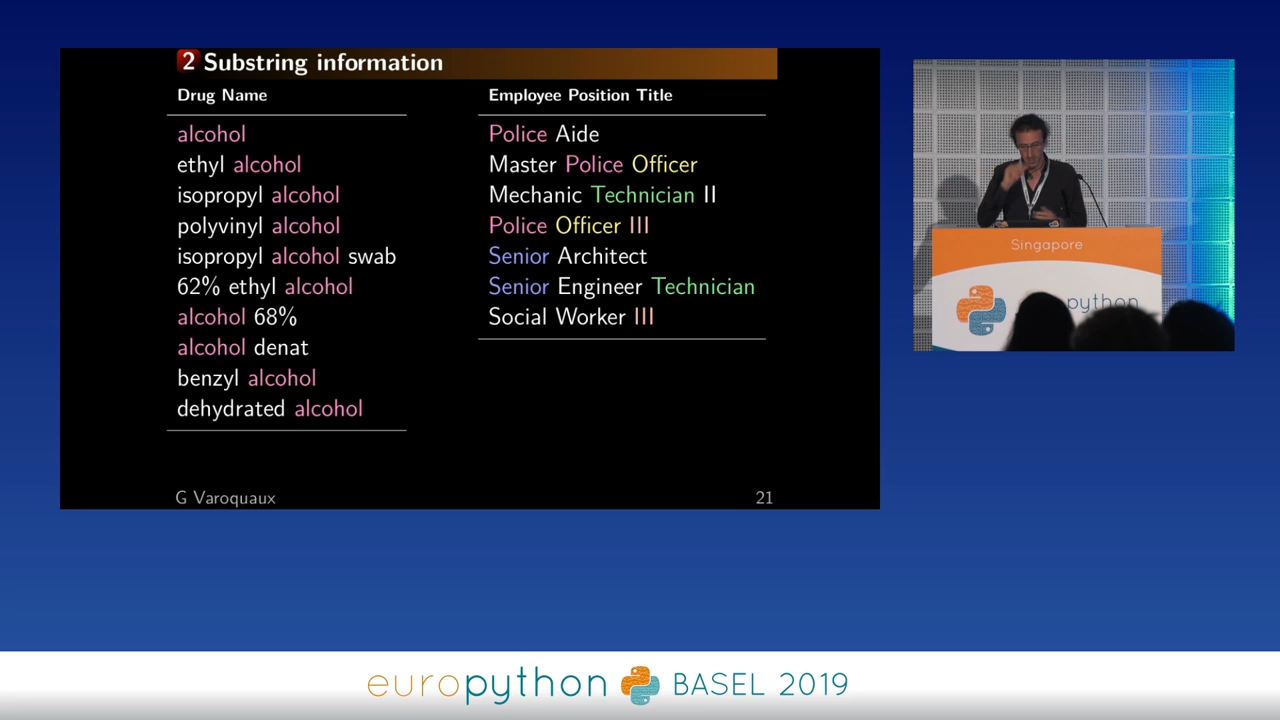 2 Substring information
Drug Name
alcohol
ethyl alcohol
isopropyl alcohol
polyvinyl alcohol
isopropyl alcohol swab
62% ethyl alcohol
alcohol 68%
alcohol denat
benzyl alcohol
dehydrated alcohol
Employee Position Title
Police Aide
Master Police Officer
Mechanic Technician II
Police Officer III
Senior Architect
Senior Engineer Technician
Social Worker III
G Varoquaux
21
Singapore
python
europython BASEL 2019